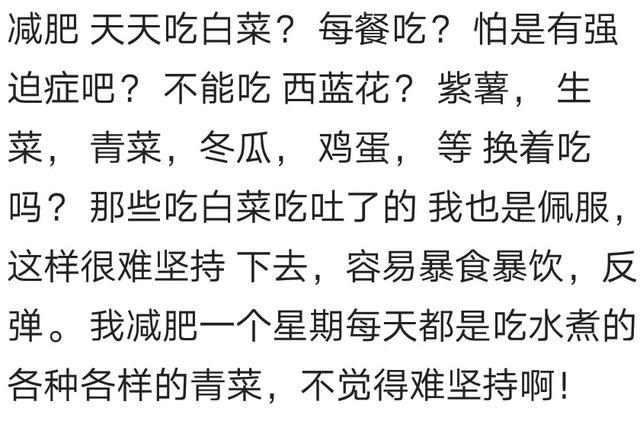 减肥 天天吃白菜？ 每餐吃？ 怕是有强
迫症吧？ 不能吃 西蓝花？ 紫薯， 生
菜， 青菜，冬瓜， 鸡蛋， 等 换着吃
吗？ 那些吃白菜吃吐了的 我也是佩服，
这样很难坚持 下去，容易暴食暴饮，反
弹。我减肥一个星期每天都是吃水煮的
各种各样的青菜，不觉得难坚持啊！